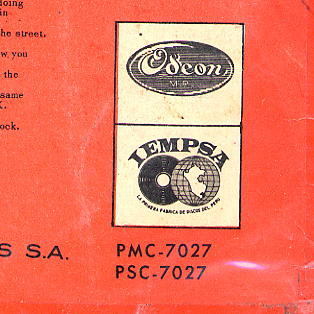 doing
in
the street.
w you
the
same
K.
ock.
Odeon
M.R.
IEMPSA
LA PRIMERA FABRICA DE DISCOS DEL PERU
S S.A.
PMC-7027
PSC-7027